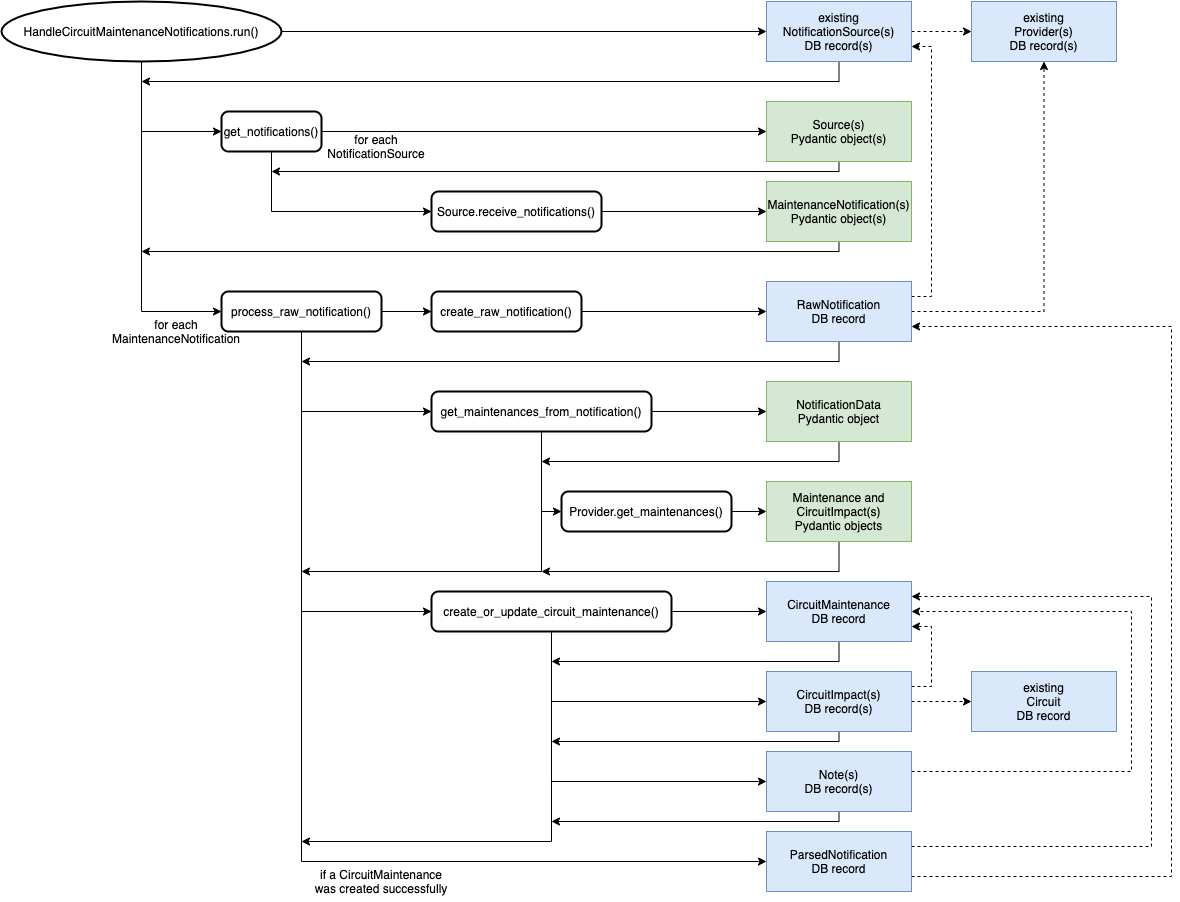 HandleCircuitMaintenanceNotifications.run()
existing
NotificationSource(s)
DB record(s)
existing
Provider(s)
DB record(s)
get_notifications()
for each
NotificationSource
Source(s)
Pydantic object(s)
Source.receive_notifications()
MaintenanceNotification(s)
Pydantic object(s)
for each
MaintenanceNotification
process_raw_notification()
create_raw_notification()
RawNotification
DB record
get_maintenances_from_notification()
NotificationData
Pydantic object
Provider.get_maintenances()
Maintenance and
CircuitImpact(s)
Pydantic objects
create_or_update_circuit_maintenance()
CircuitMaintenance
DB record
CircuitImpact(s)
DB record(s)
existing
Circuit
DB record
Note(s)
DB record(s)
ParsedNotification
DB record
if a CircuitMaintenance
was created successfully